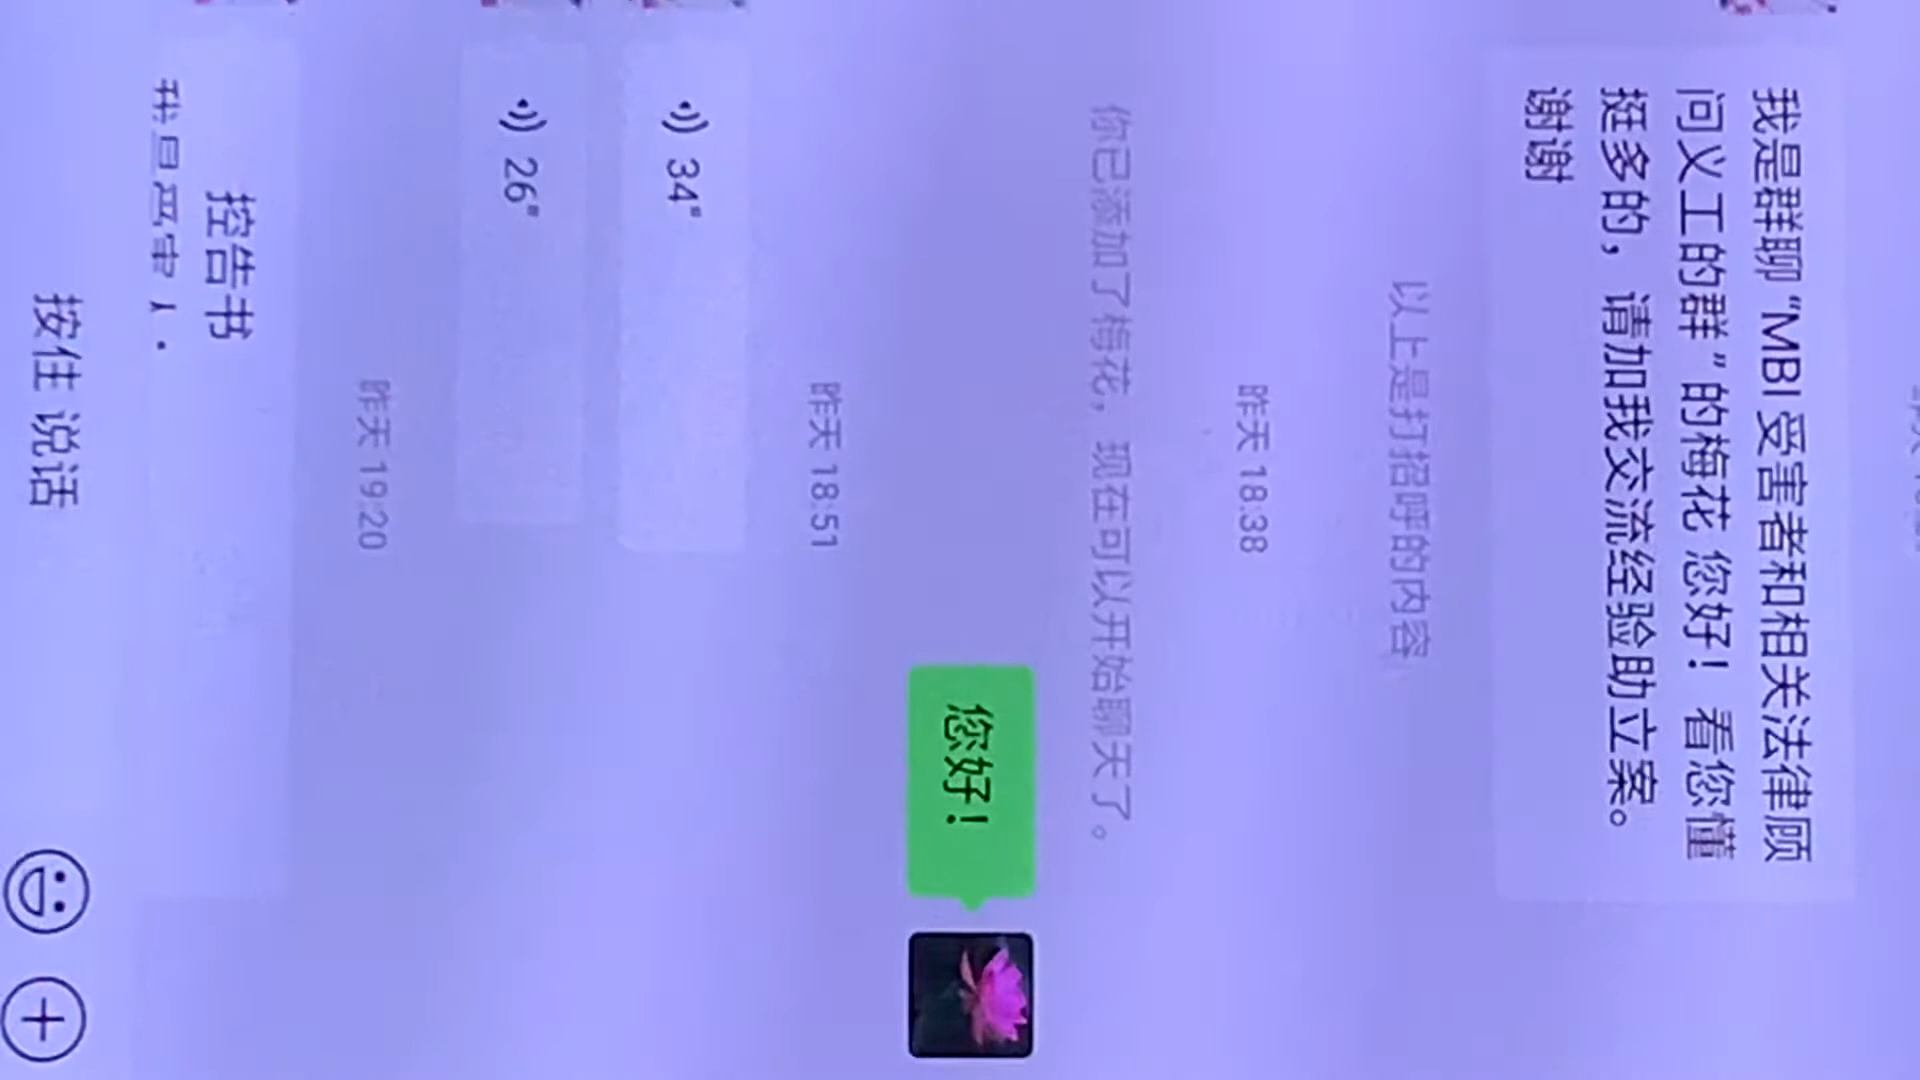 我是群聊“MBI 受害者和相关法律顾
问义工的群”的梅花 您好！看您懂
挺多的，请加我交流经验助立案。
谢谢
以上是打招呼的内容
昨天 18:38
你已添加了梅花，现在可以开始聊天了。
您好！
昨天 18:51
34"
26"
昨天 19:20
控告书
按住 说话